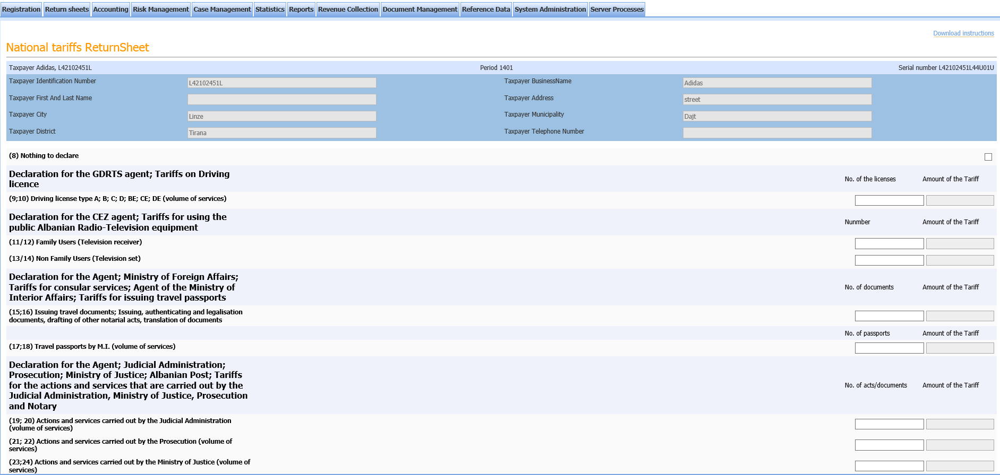 Registration Return sheets Accounting Risk Management Case Management Statistics Reports Revenue Collection Document Management Reference Data System Administration Server Processes
Download instructions
National tariffs ReturnSheet
Taxpayer Adidas, L42102451L Period 1401 Serial number L42102451L44U01U
Taxpayer Identification Number L42102451L Taxpayer BusinessName Adidas
Taxpayer First And Last Name Taxpayer Address street
Taxpayer City Linze Taxpayer Municipality Dajt
Taxpayer District Tirana Taxpayer Telephone Number
(8) Nothing to declare
Declaration for the GDRTS agent; Tariffs on Driving
licence
No. of the licenses Amount of the Tariff
(9;10) Driving license type A; B; C; D; BE; CE; DE (volume of services)
Declaration for the CEZ agent; Tariffs for using the
public Albanian Radio-Television equipment
Nunmber Amount of the Tariff
(11/12) Family Users (Television receiver)
(13/14) Non Family Users (Television set)
Declaration for the Agent; Ministry of Foreign Affairs;
Tariffs for consular services; Agent of the Ministry of
Interior Affairs; Tariffs for issuing travel passports
No. of documents Amount of the Tariff
(15;16) Issuing travel documents; Issuing, authenticating and legalisation
documents, drafting of other notarial acts, translation of documents
No. of passports Amount of the Tariff
(17;18) Travel passports by M.I. (volume of services)
Declaration for the Agent; Judicial Administration;
Prosecution; Ministry of Justice; Albanian Post; Tariffs
for the actions and services that are carried out by the
Judicial Administration, Ministry of Justice, Prosecution
and Notary
No. of acts/documents Amount of the Tariff
(19; 20) Actions and services carried out by the Judicial Administration
(volume of services)
(21; 22) Actions and services carried out by the Prosecution (volume of
services)
(23;24) Actions and services carried out by the Ministry of Justice (volume of
services)